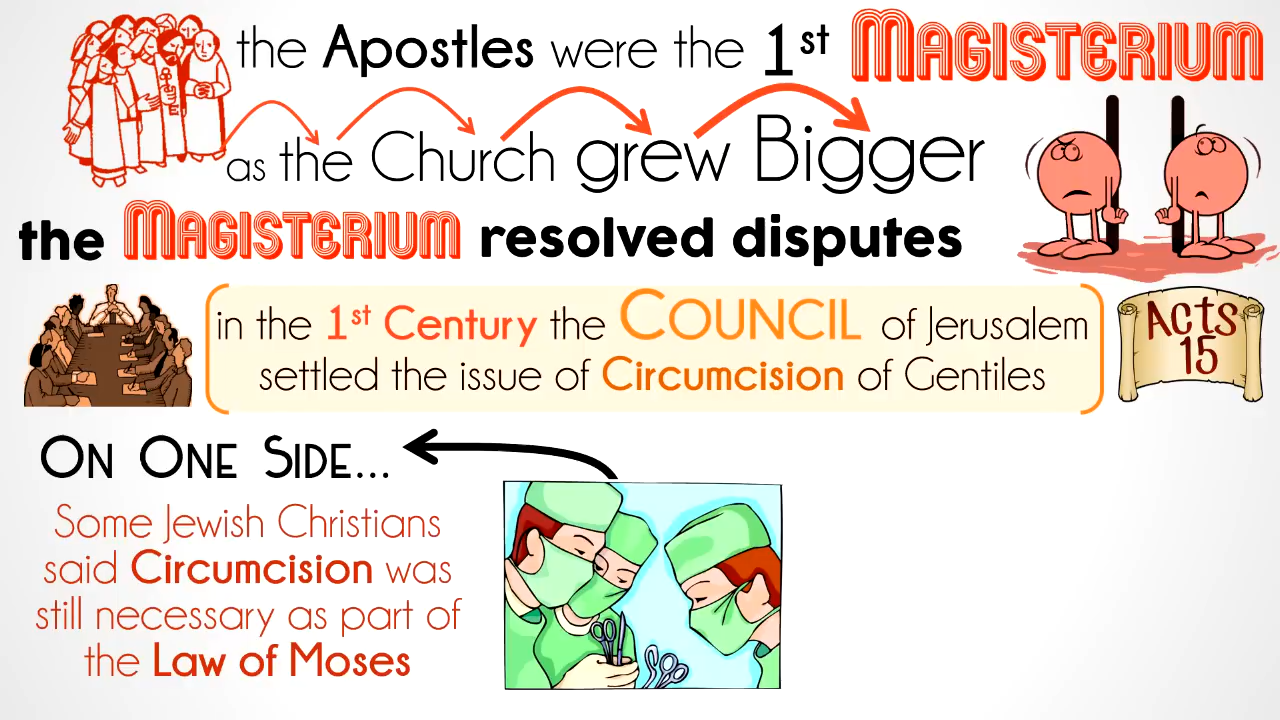 the Apostles were the 1st Magisterium
as the Church grew Bigger
the Magisterium resolved disputes
in the 1st Century the Council of Jerusalem
settled the issue of Circumcision of Gentiles
Acts
15
On One Side...
Some Jewish Christians
said Circumcision was
still necessary as part of
the Law of Moses